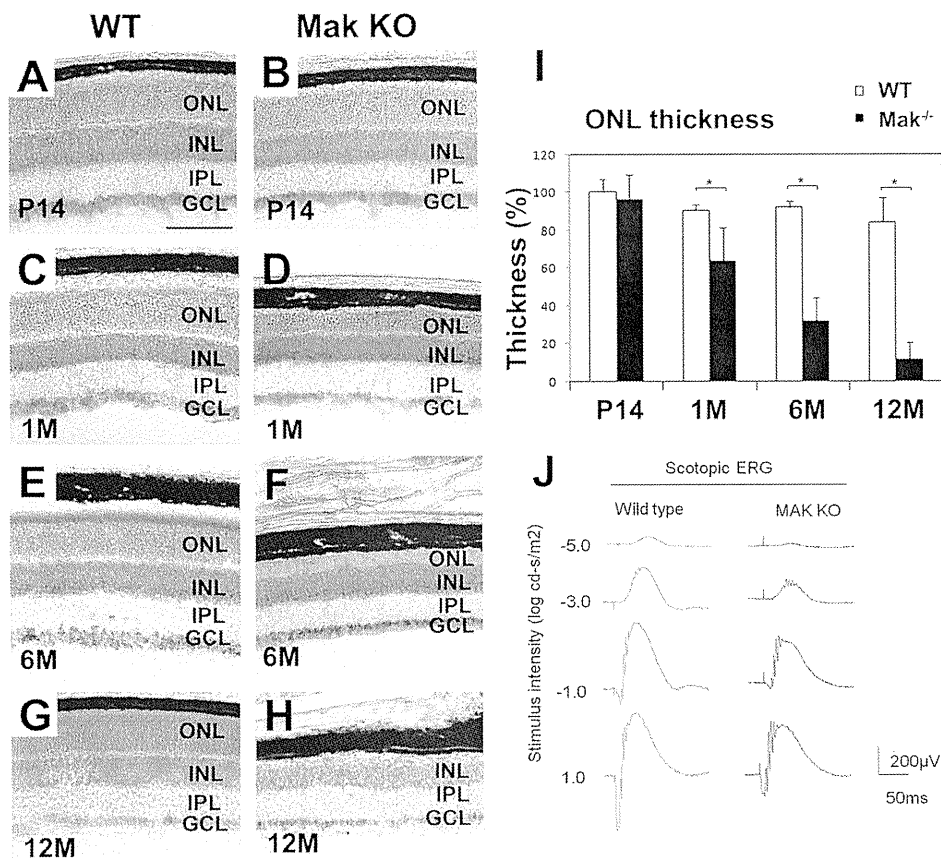 WT
Mak KO
A
ONL
INL
IPL
GCL
P14
B
ONL
INL
IPL
GCL
P14
C
ONL
INL
IPL
GCL
1M
D
ONL
INL
IPL
GCL
1M
E
ONL
INL
IPL
GCL
6M
F
ONL
INL
IPL
GCL
6M
G
ONL
INL
IPL
GCL
12M
H
INL
IPL
GCL
12M
I
WT
Mak-/-
ONL thickness
Thickness (%)
120
100
80
60
40
20
0
*
*
*
P14 1M 6M 12M
J
Scotopic ERG
Wild type MAK KO
Stimulus intensity (log cd-s/m2)
-5.0
-3.0
-1.0
1.0
200μV
50ms